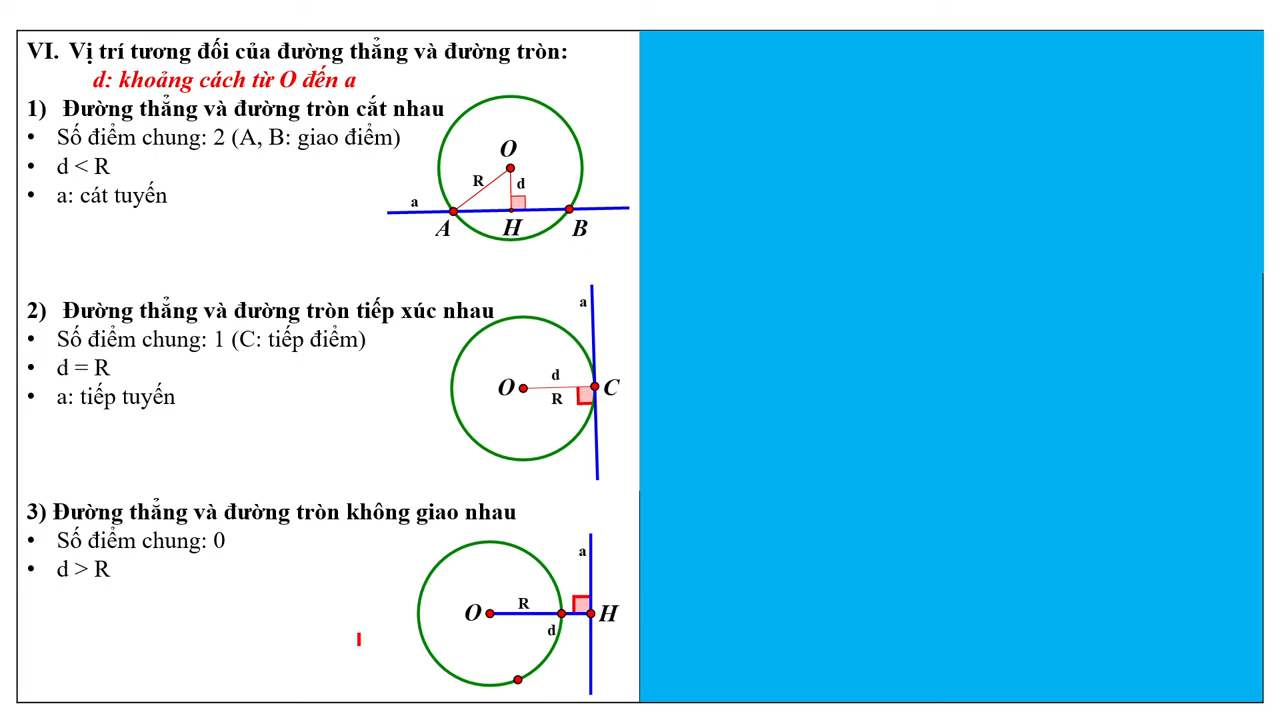 VI. Vị trí tương đối của đường thẳng và đường tròn:
d: khoảng cách từ O đến a
1) Đường thẳng và đường tròn cắt nhau
• Số điểm chung: 2 (A, B: giao điểm)
• d < R
• a: cát tuyến
O
R
d
a
A
H
B
2) Đường thẳng và đường tròn tiếp xúc nhau
• Số điểm chung: 1 (C: tiếp điểm)
• d = R
• a: tiếp tuyến
a
d
O
C
R
3) Đường thẳng và đường tròn không giao nhau
• Số điểm chung: 0
• d > R
a
R
O
H
d